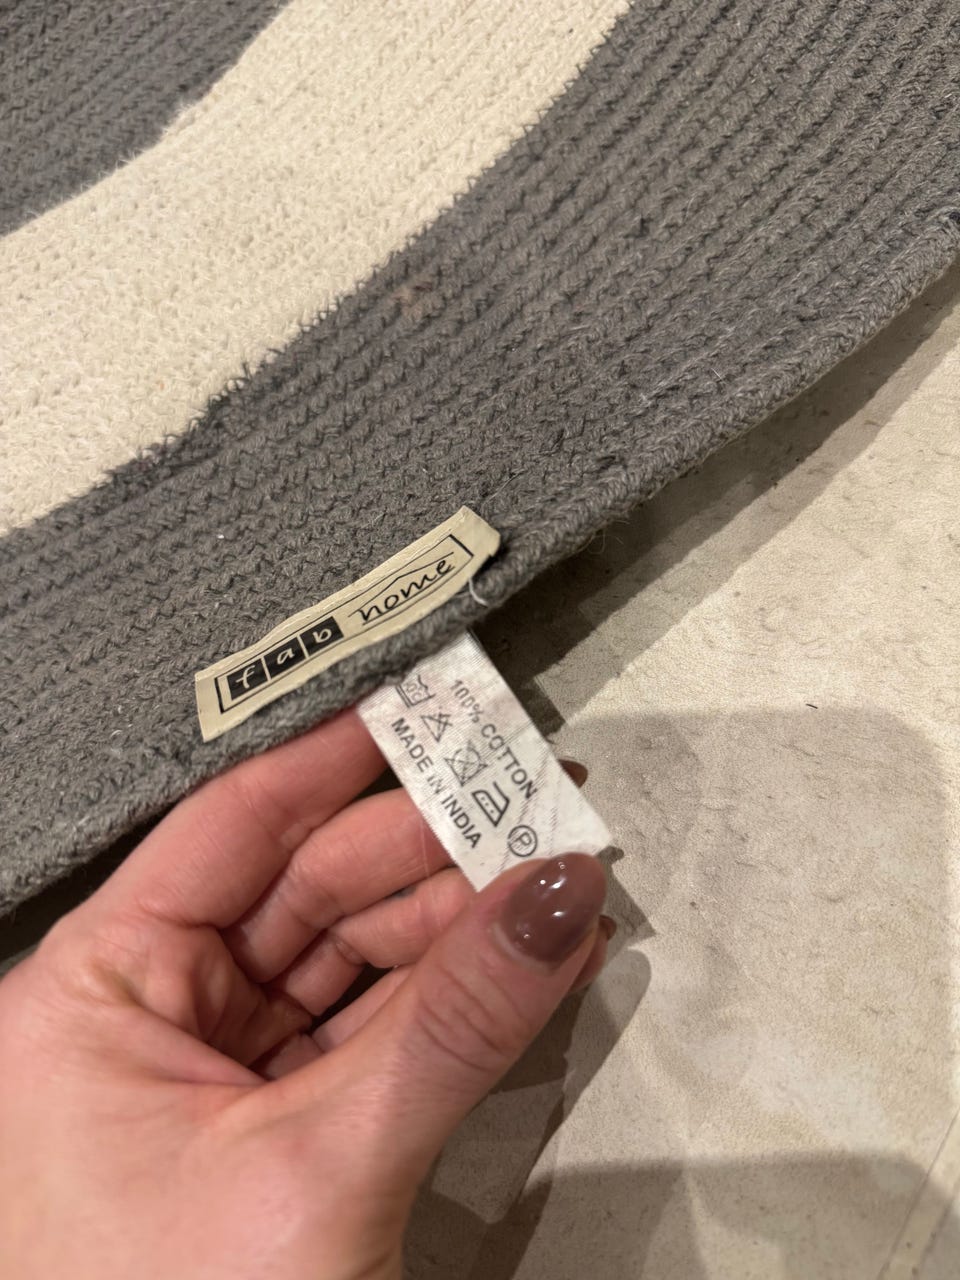 fab home
100% COTTON
P
MADE IN INDIA